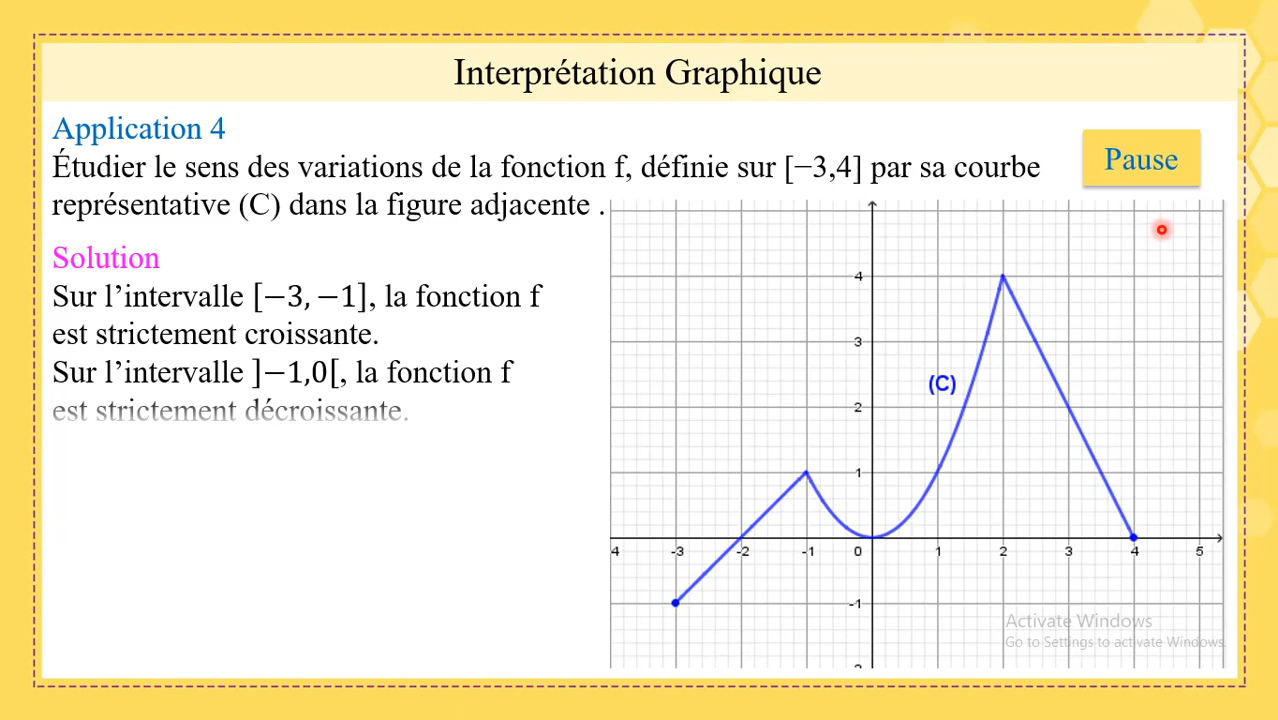 Interprétation Graphique
Application 4
Étudier le sens des variations de la fonction f, définie sur [−3,4] par sa courbe
représentative (C) dans la figure adjacente .
Pause
Solution
Sur l’intervalle [−3, −1], la fonction f
est strictement croissante.
Sur l’intervalle ]−1,0[, la fonction f
est strictement décroissante.
4
3
(C)
2
1
4 -3 -2 -1 0 1 2 3 4 5
-1
Activate Windows
Go to Settings to activate Windows.